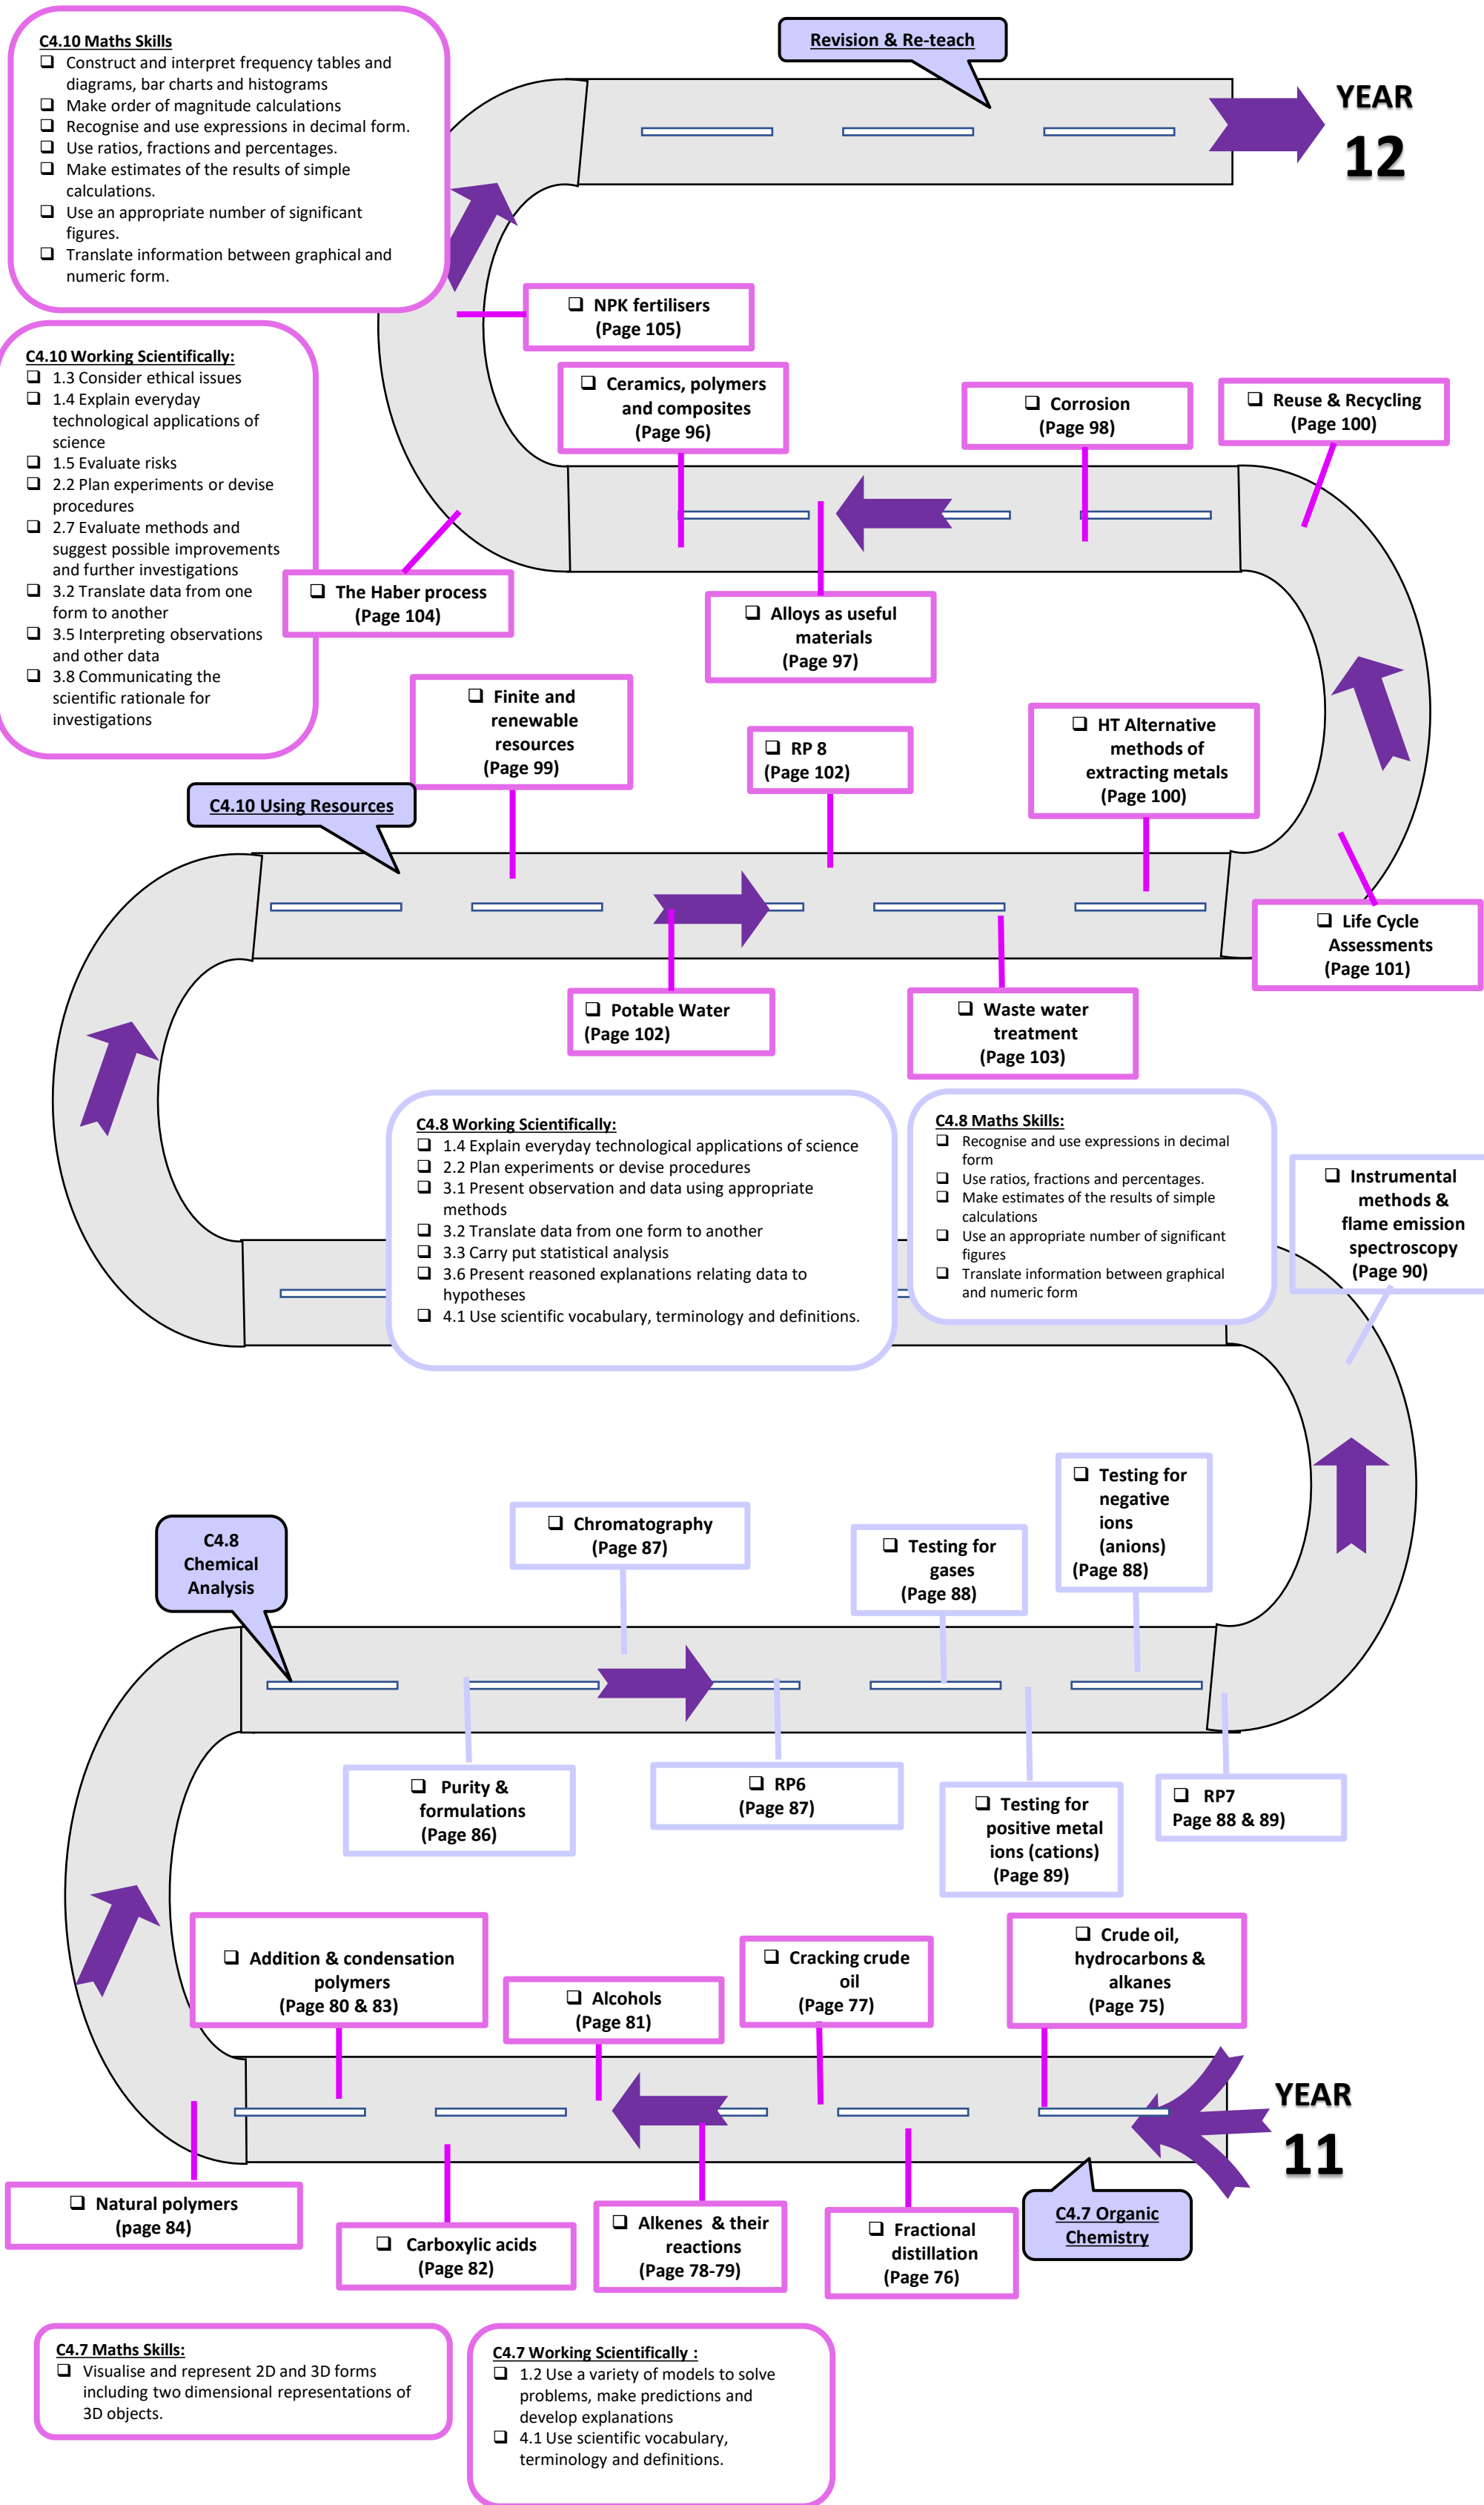 C4.10 Maths Skills
❑ Construct and interpret frequency tables and
diagrams, bar charts and histograms
❑ Make order of magnitude calculations
❑ Recognise and use expressions in decimal form.
❑ Use ratios, fractions and percentages.
❑ Make estimates of the results of simple
calculations.
❑ Use an appropriate number of significant
figures.
❑ Translate information between graphical and
numeric form.
Revision & Re-teach
YEAR
12
❑ NPK fertilisers
(Page 105)
C4.10 Working Scientifically:
❑ 1.3 Consider ethical issues
❑ 1.4 Explain everyday
technological applications of
science
❑ 1.5 Evaluate risks
❑ 2.2 Plan experiments or devise
procedures
❑ 2.7 Evaluate methods and
suggest possible improvements
and further investigations
❑ 3.2 Translate data from one
form to another
❑ 3.5 Interpreting observations
and other data
❑ 3.8 Communicating the
scientific rationale for
investigations
❑ Ceramics, polymers
and composites
(Page 96)
❑ Corrosion
(Page 98)
❑ Reuse & Recycling
(Page 100)
❑ The Haber process
(Page 104)
❑ Alloys as useful
materials
(Page 97)
❑ Finite and
renewable
resources
(Page 99)
❑ RP 8
(Page 102)
❑ HT Alternative
methods of
extracting metals
(Page 100)
C4.10 Using Resources
❑ Life Cycle
Assessments
(Page 101)
❑ Potable Water
(Page 102)
❑ Waste water
treatment
(Page 103)
C4.8 Working Scientifically:
❑ 1.4 Explain everyday technological applications of science
❑ 2.2 Plan experiments or devise procedures
❑ 3.1 Present observation and data using appropriate
methods
❑ 3.2 Translate data from one form to another
❑ 3.3 Carry put statistical analysis
❑ 3.6 Present reasoned explanations relating data to
hypotheses
❑ 4.1 Use scientific vocabulary, terminology and definitions.
C4.8 Maths Skills:
❑ Recognise and use expressions in decimal
form
❑ Use ratios, fractions and percentages.
❑ Make estimates of the results of simple
calculations
❑ Use an appropriate number of significant
figures
❑ Translate information between graphical
and numeric form
❑ Instrumental
methods &
flame emission
spectroscopy
(Page 90)
C4.8
Chemical
Analysis
❑ Chromatography
(Page 87)
❑ Testing for
gases
(Page 88)
❑ Testing for
negative
ions
(anions)
(Page 88)
❑ Purity &
formulations
(Page 86)
❑ RP6
(Page 87)
❑ Testing for
positive metal
ions (cations)
(Page 89)
❑ RP7
Page 88 & 89)
❑ Addition & condensation
polymers
(Page 80 & 83)
❑ Alcohols
(Page 81)
❑ Cracking crude
oil
(Page 77)
❑ Crude oil,
hydrocarbons &
alkanes
(Page 75)
YEAR
11
❑ Natural polymers
(page 84)
❑ Carboxylic acids
(Page 82)
❑ Alkenes & their
reactions
(Page 78-79)
❑ Fractional
distillation
(Page 76)
C4.7 Organic
Chemistry
C4.7 Maths Skills:
❑ Visualise and represent 2D and 3D forms
including two dimensional representations of
3D objects.
C4.7 Working Scientifically :
❑ 1.2 Use a variety of models to solve
problems, make predictions and
develop explanations
❑ 4.1 Use scientific vocabulary,
terminology and definitions.